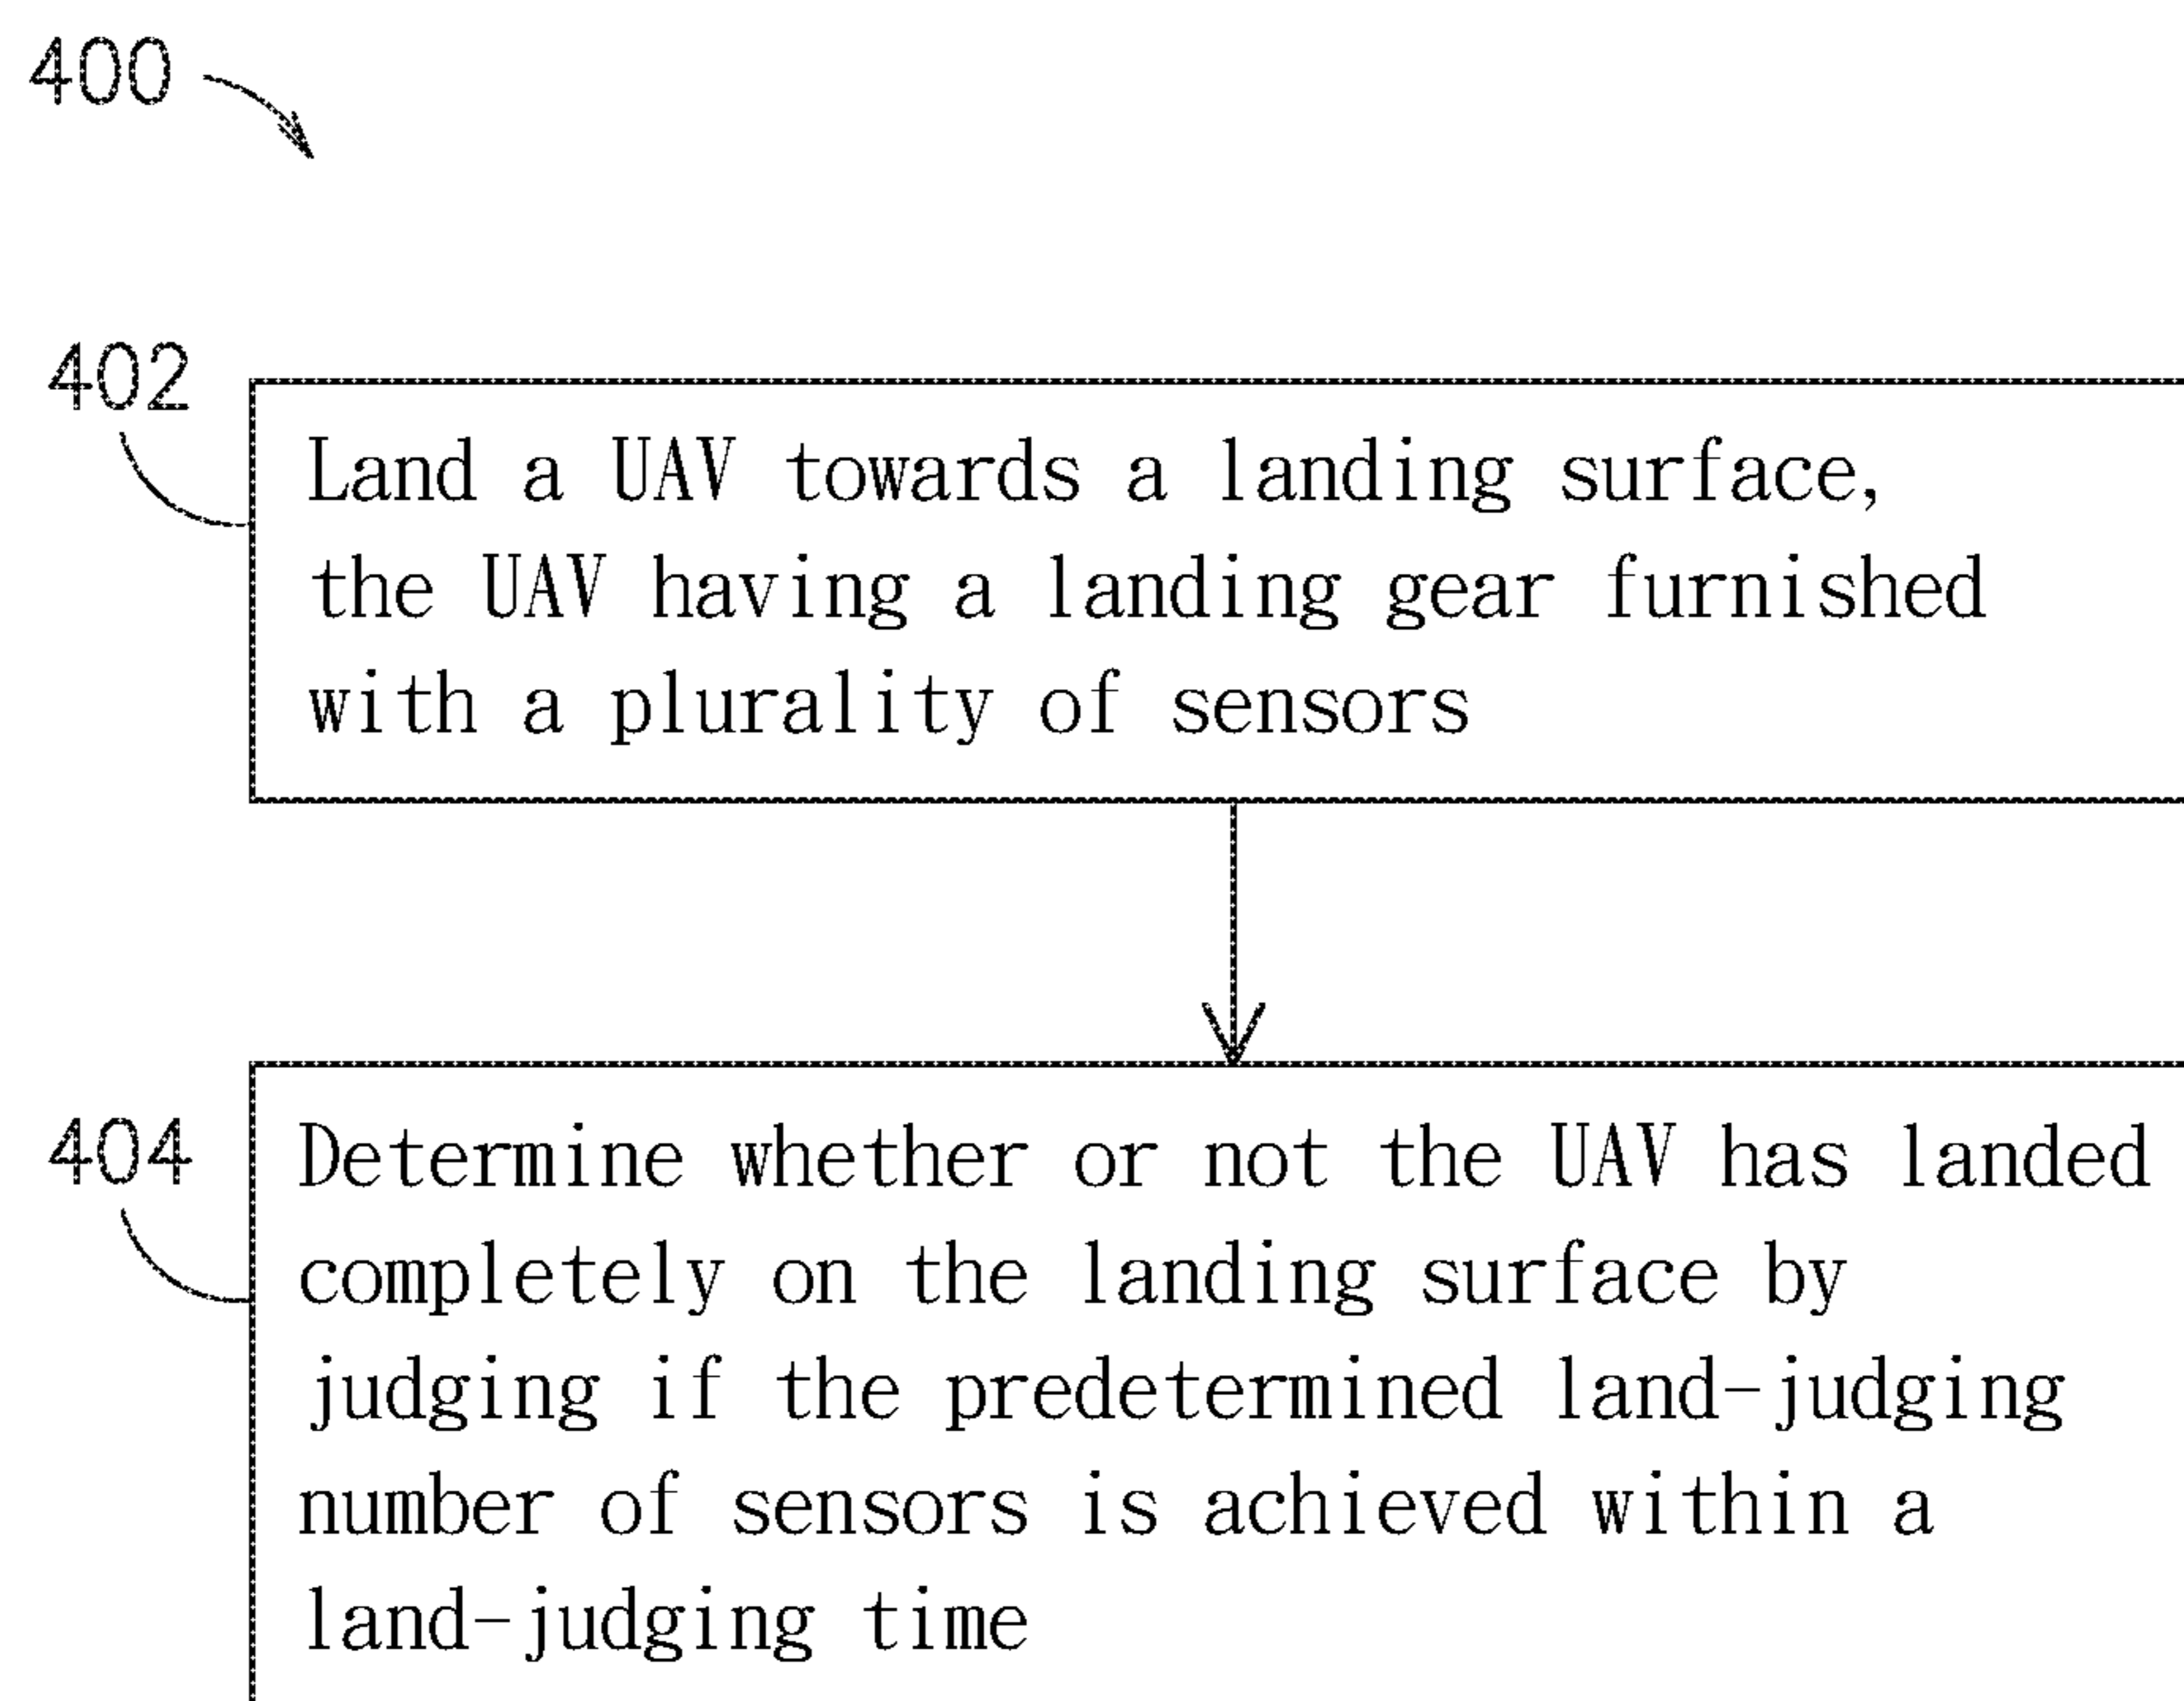 400
402
Land a UAV towards a landing surface,
the UAV having a landing gear furnished
with a plurality of sensors
404
Determine whether or not the UAV has landed
completely on the landing surface by
judging if the predetermined land-judging
number of sensors is achieved within a
land-judging time